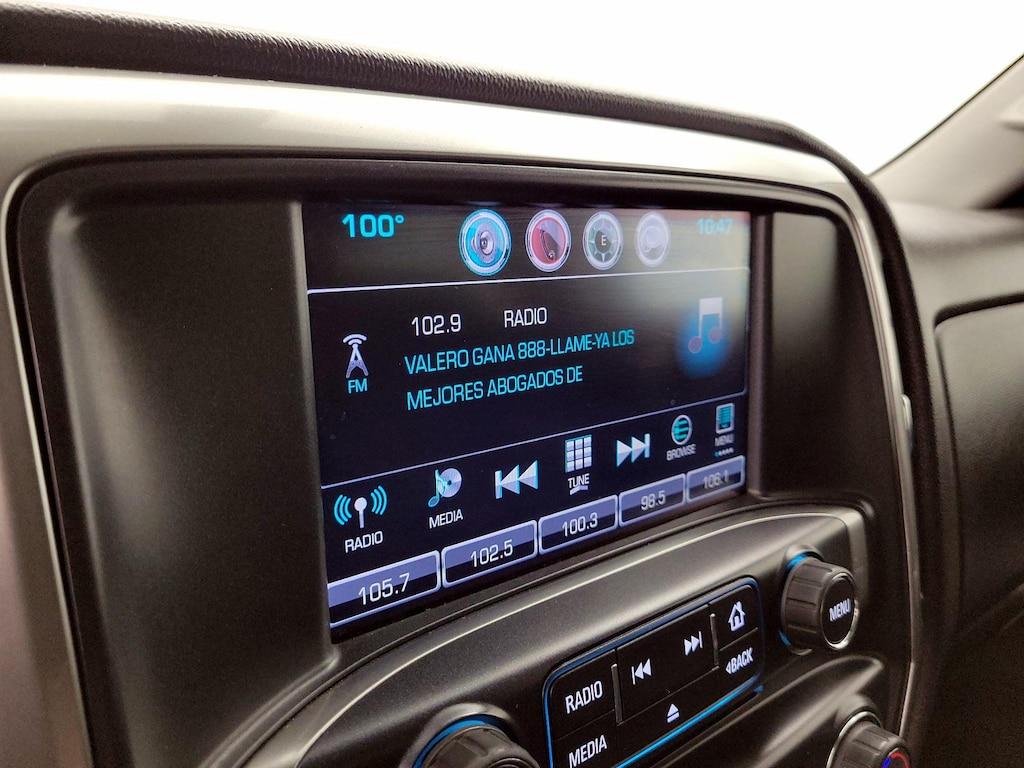 100°
10:47
E
102.9 RADIO
FM
VALERO GANA 888-LLAME-YA LOS
MEJORES ABOGADOS DE
RADIO
MEDIA
TUNE
BROWSE
MENU
105.7
102.5
100.3
98.5
106.1
RADIO
BACK
MEDIA
MENU